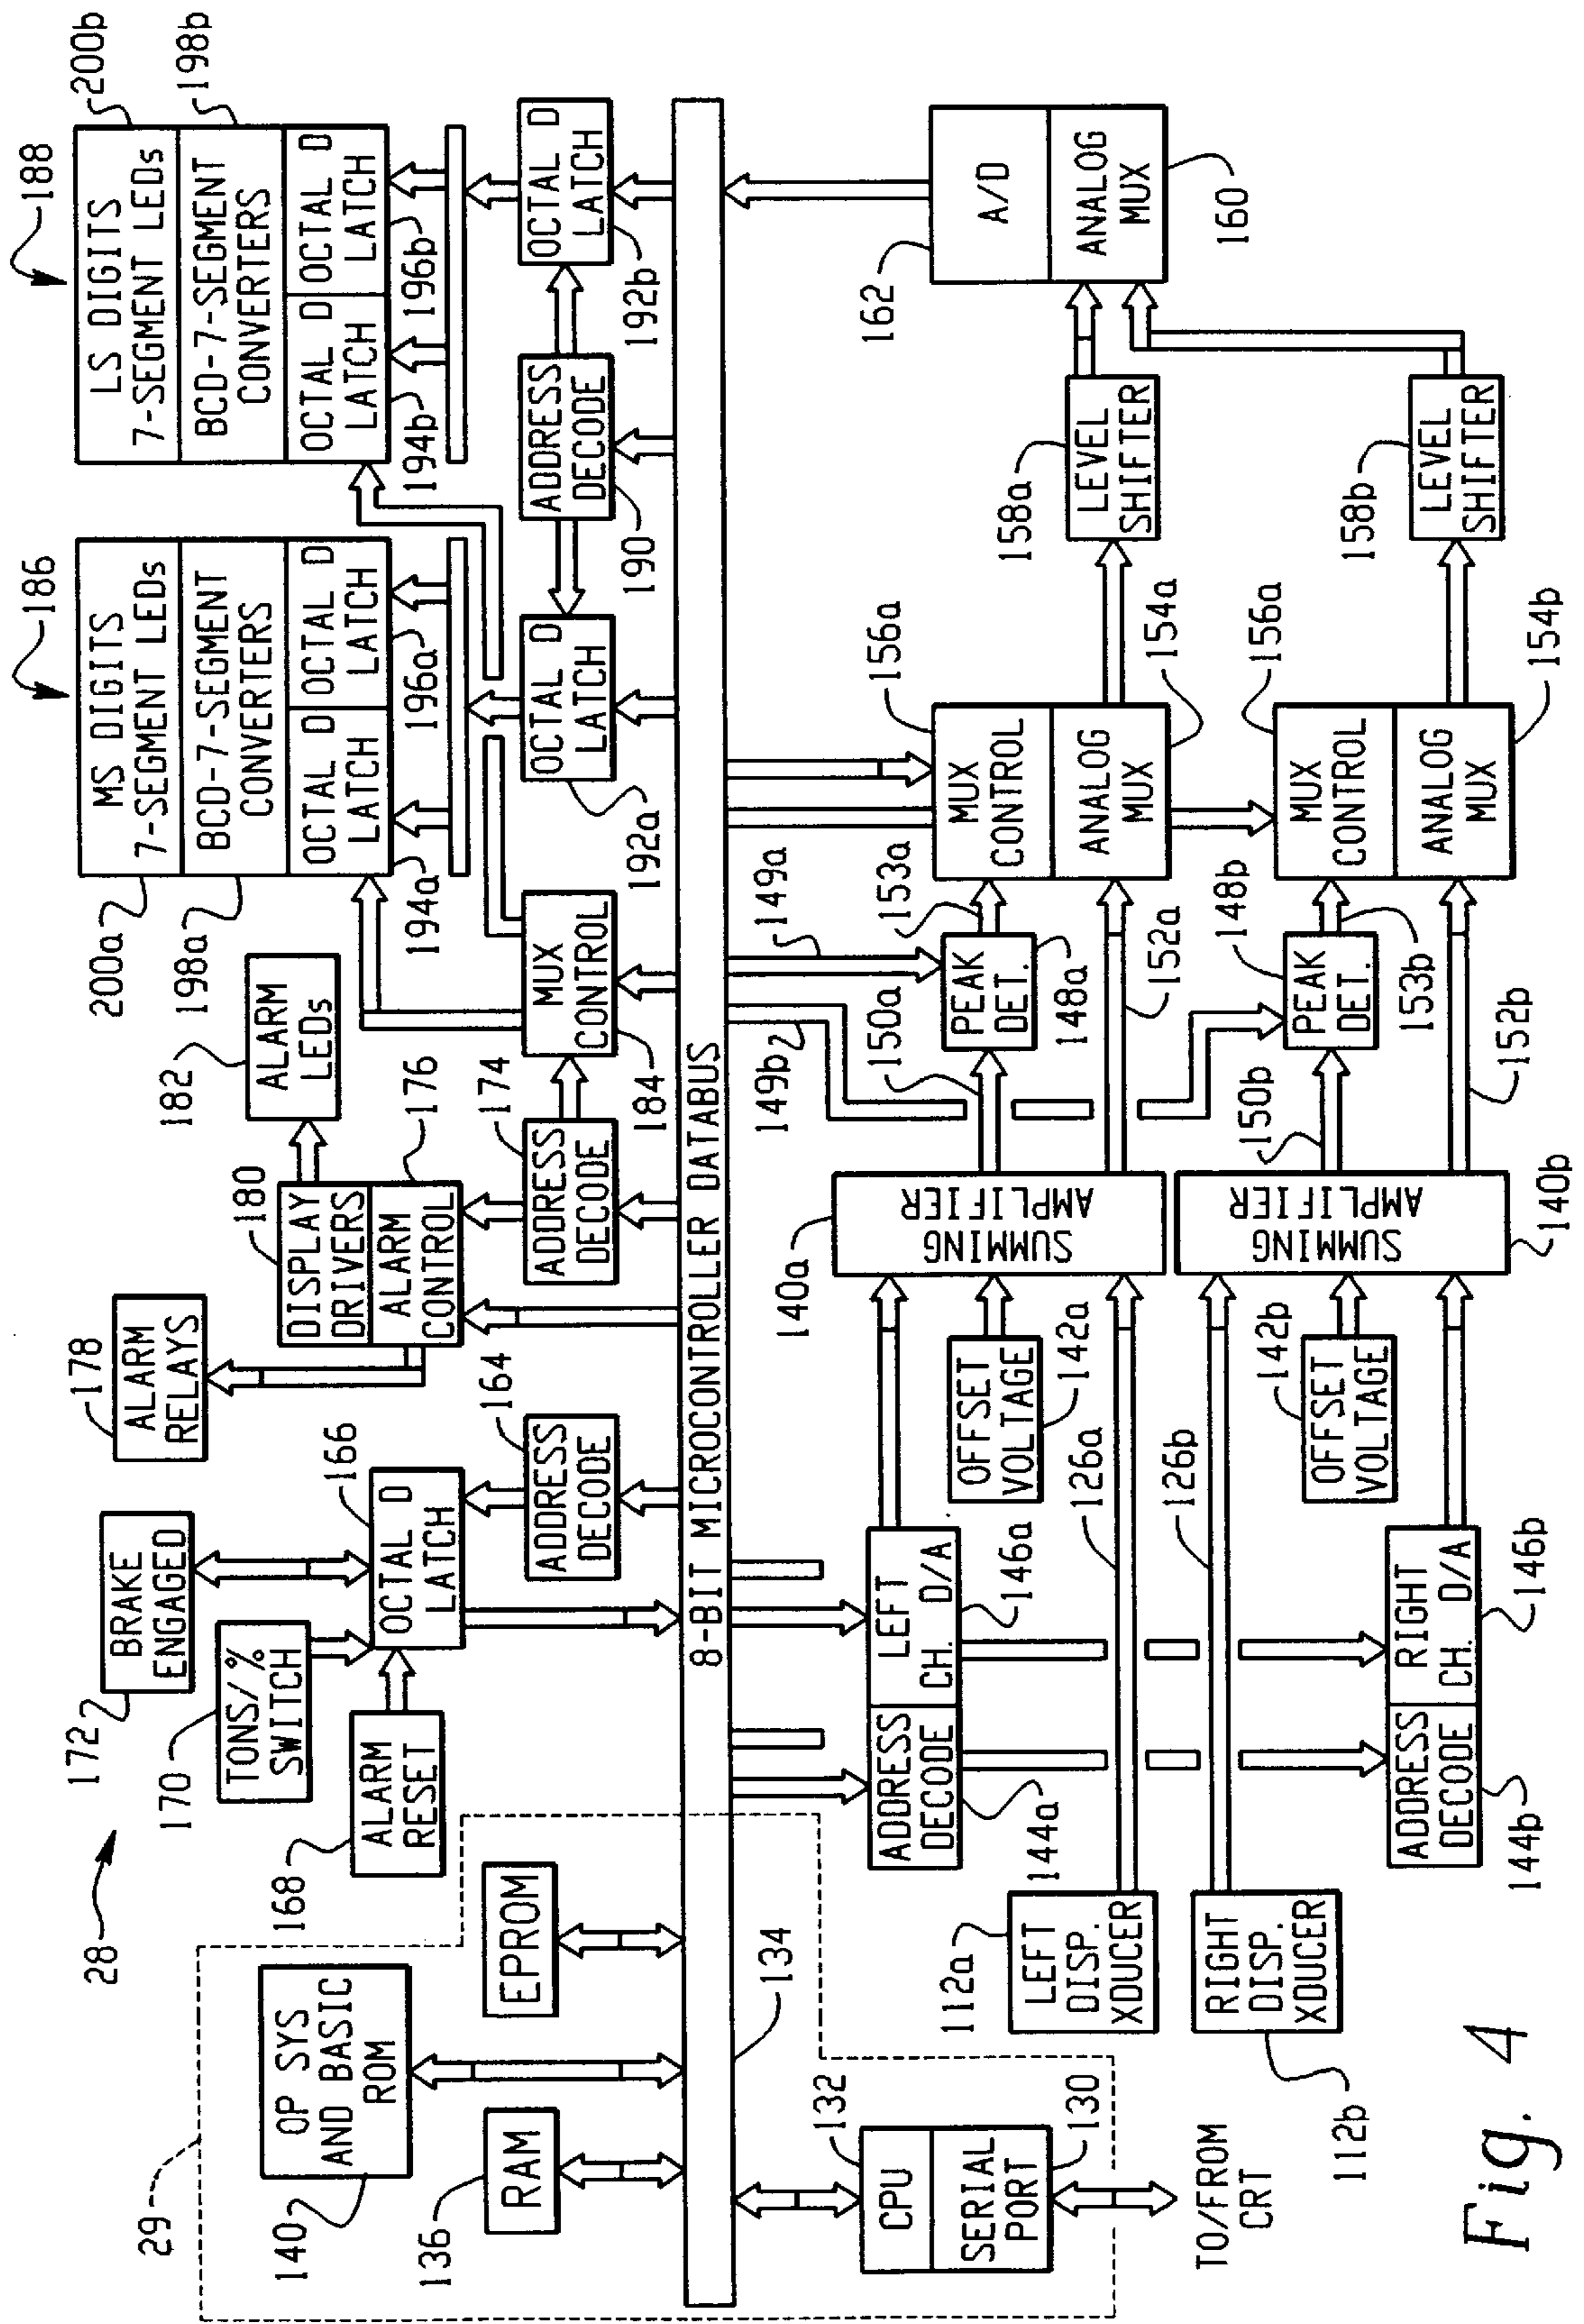 29
28
140
OP SYS
AND BASIC
ROM
136
RAM
EPROM
168
ALARM
RESET
170
TONS/%
SWITCH
172
BRAKE
ENGAGED
166
OCTAL D
LATCH
164
ADDRESS
DECODE
178
ALARM
RELAYS
180
DISPLAY
DRIVERS
ALARM
CONTROL
176
182
ALARM
LEDs
174
ADDRESS
DECODE
MUX
CONTROL
184
186
200a
MS DIGITS
7-SEGMENT LEDs
198a
BCD-7-SEGMENT
CONVERTERS
OCTAL D
LATCH
OCTAL D
LATCH
194a
196a
OCTAL D
LATCH
192a
ADDRESS
DECODE
190
188
LS DIGITS
7-SEGMENT LEDs
200b
BCD-7-SEGMENT
CONVERTERS
198b
OCTAL D
LATCH
OCTAL D
LATCH
194b
196b
OCTAL D
LATCH
192b
8-BIT MICROCONTROLLER DATABUS
134
132
CPU
SERIAL
PORT
130
TO/FROM
CRT
112a
LEFT
DISP.
XDUCER
RIGHT
DISP.
XDUCER
112b
ADDRESS
DECODE
144a
LEFT
CH. D/A
146a
OFFSET
VOLTAGE
142a
126a
126b
142b
OFFSET
VOLTAGE
ADDRESS
DECODE
144b
RIGHT
CH. D/A
146b
140a
SUMMING
AMPLIFIER
SUMMING
AMPLIFIER
140b
149b
149a
150a
PEAK
DET.
148a
153a
152a
150b
PEAK
DET.
148b
153b
152b
156a
MUX
CONTROL
ANALOG
MUX
154a
156a
MUX
CONTROL
ANALOG
MUX
154b
158a
LEVEL
SHIFTER
158b
LEVEL
SHIFTER
162
A/D
ANALOG
MUX
160
Fig. 4